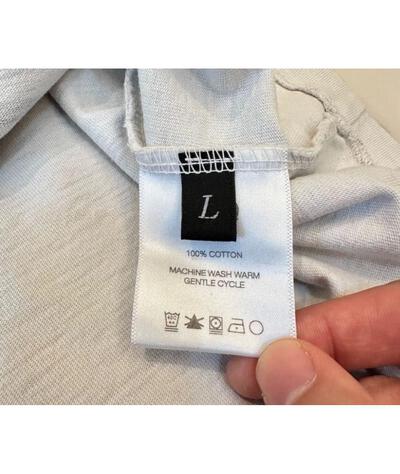 L
100% COTTON
MACHINE WASH WARM
GENTLE CYCLE